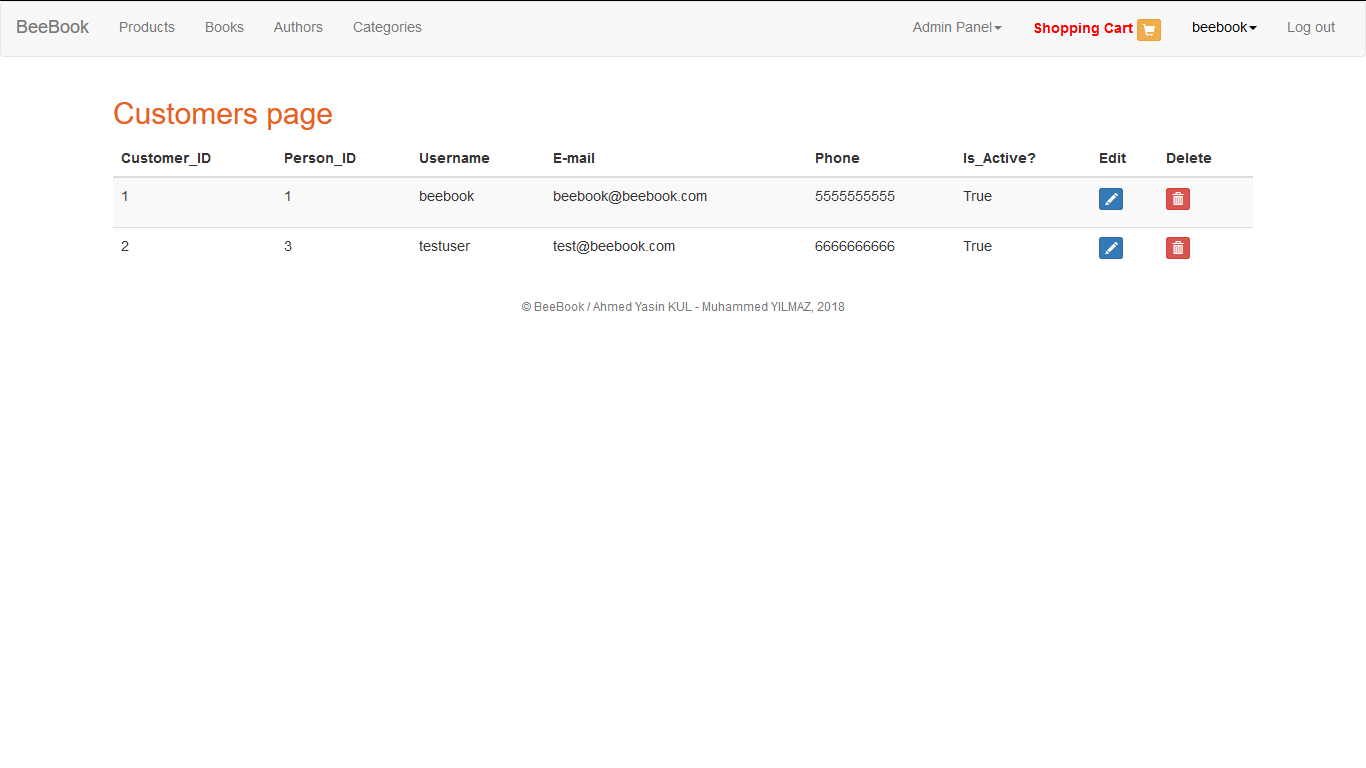 BeeBook Products Books Authors Categories Admin Panel Shopping Cart beebook Log out
Customers page
Customer_ID Person_ID Username E-mail Phone Is_Active? Edit Delete
1 1 beebook beebook@beebook.com 5555555555 True
2 3 testuser test@beebook.com 6666666666 True
© BeeBook / Ahmed Yasin KUL - Muhammed YILMAZ, 2018